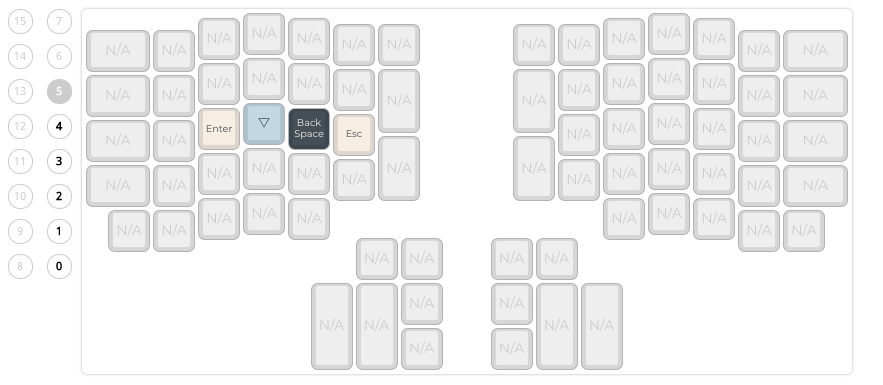 15 7 N/A N/A N/A N/A N/A N/A N/A N/A N/A N/A N/A N/A N/A N/A
14 6 N/A N/A N/A N/A N/A N/A N/A N/A N/A N/A N/A N/A N/A N/A
13 5
12 4 N/A N/A Enter ▽ Back
Space Esc N/A N/A N/A N/A N/A N/A
11 3 N/A N/A N/A N/A N/A N/A N/A N/A N/A N/A N/A N/A N/A N/A
10 2
9 1 N/A N/A N/A N/A N/A N/A N/A N/A N/A N/A
8 0 N/A N/A N/A N/A
N/A N/A
N/A N/A N/A N/A
N/A N/A